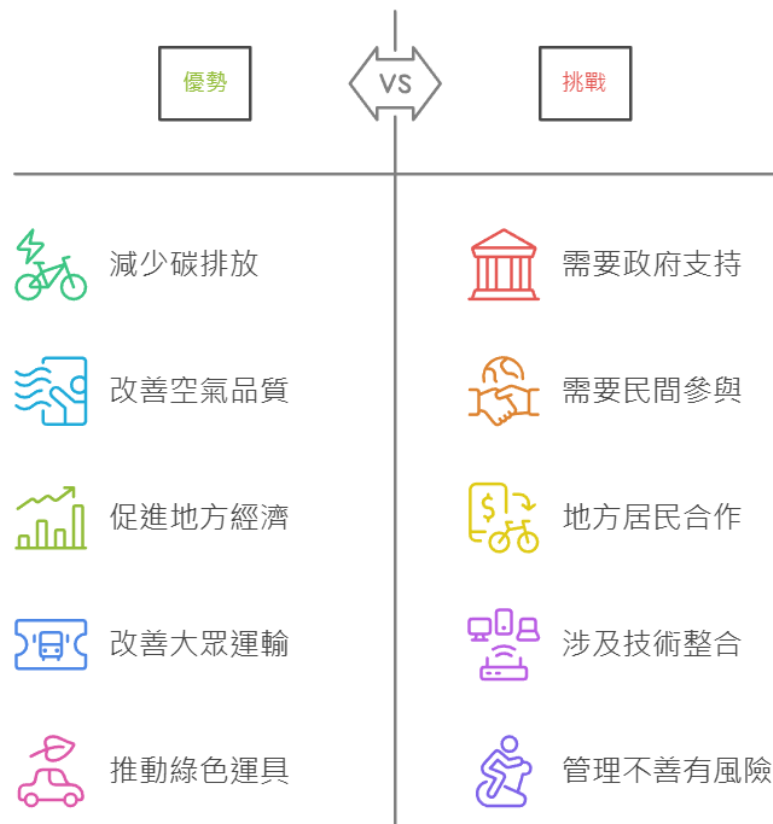 優勢
VS
挑戰
減少碳排放
改善空氣品質
促進地方經濟
改善大眾運輸
推動綠色運具
需要政府支持
需要民間參與
$
地方居民合作
涉及技術整合
管理不善有風險